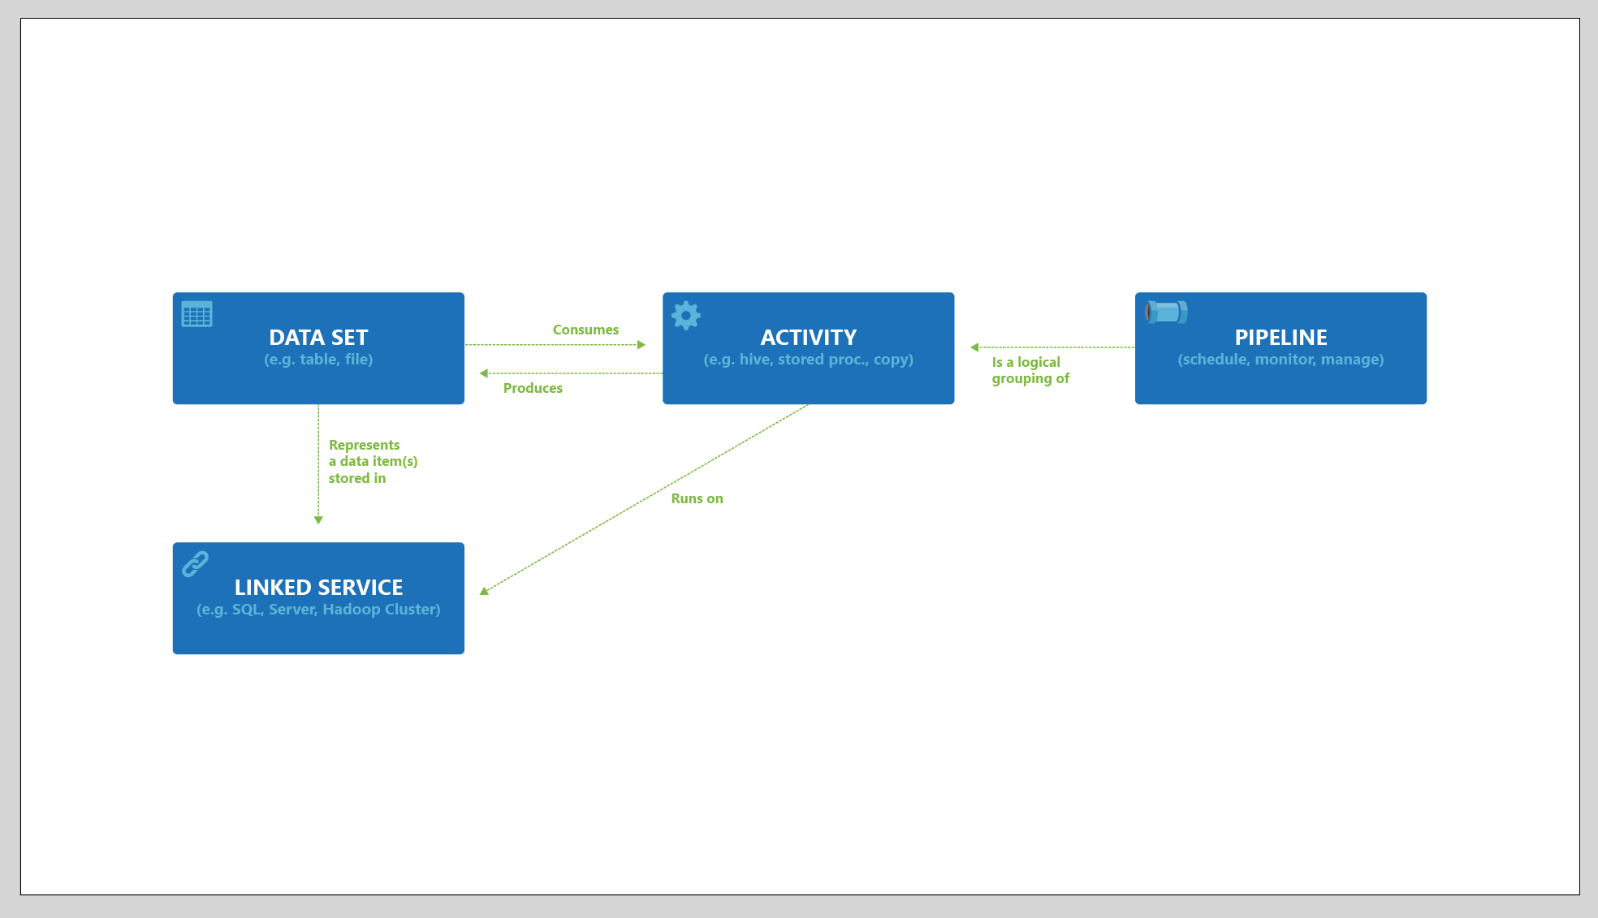 DATA SET
(e.g. table, file)
Consumes
Produces
ACTIVITY
(e.g. hive, stored proc., copy)
Is a logical
grouping of
PIPELINE
(schedule, monitor, manage)
Represents
a data item(s)
stored in
Runs on
LINKED SERVICE
(e.g. SQL, Server, Hadoop Cluster)